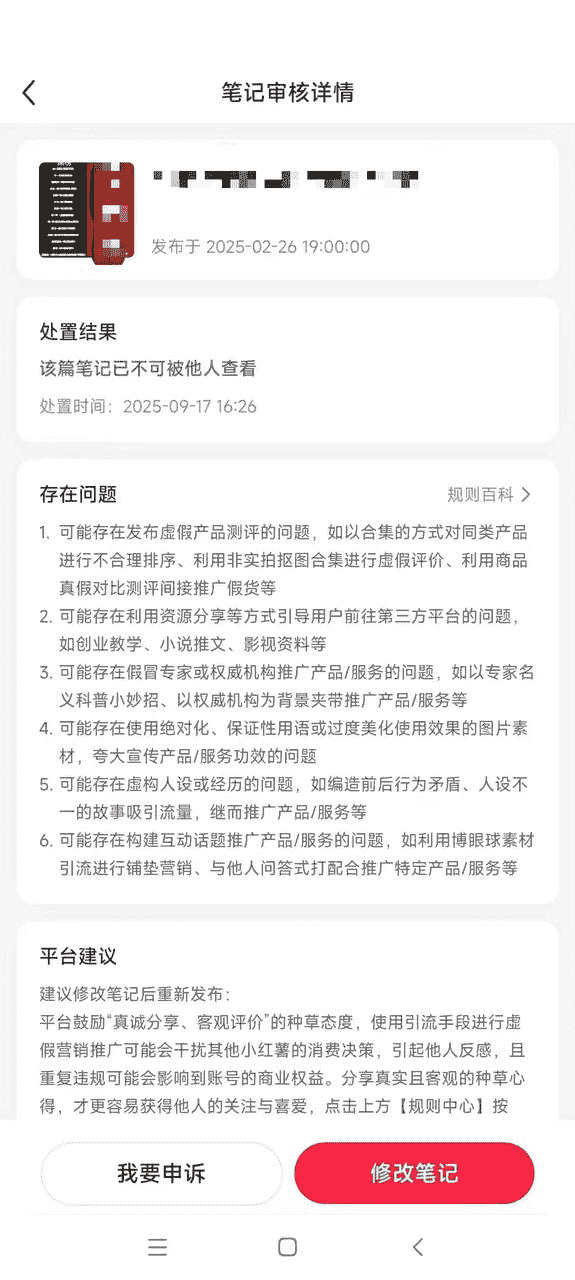 笔记审核详情
发布于 2025-02-26 19:00:00
处置结果
该篇笔记已不可被他人查看
处置时间：2025-09-17 16:26
存在问题
规则百科
1. 可能存在发布虚假产品测评的问题，如以合集的方式对同类产品
进行不合理排序、利用非实拍抠图合集进行虚假评价、利用商品
真假对比测评间接推广假货等
2. 可能存在利用资源分享等方式引导用户前往第三方平台的问题，
如创业教学、小说推文、影视资料等
3. 可能存在假冒专家或权威机构推广产品/服务的问题，如以专家名
义科普小妙招、以权威机构为背景夹带推广产品/服务等
4. 可能存在使用绝对化、保证性用语或过度美化使用效果的图片素
材，夸大宣传产品/服务功效的问题
5. 可能存在虚构人设或经历的问题，如编造前后行为矛盾、人设不
一的故事吸引流量，继而推广产品/服务等
6. 可能存在构建互动话题推广产品/服务的问题，如利用博眼球素材
引流进行铺垫营销、与他人问答式打配合推广特定产品/服务等
平台建议
建议修改笔记后重新发布：
平台鼓励“真诚分享、客观评价”的种草态度，使用引流手段进行虚
假营销推广可能会干扰其他小红薯的消费决策，引起他人反感，且
重复违规可能会影响到账号的商业权益。分享真实且客观的种草心
得，才更容易获得他人的关注与喜爱，点击上方【规则中心】按
我要申诉
修改笔记